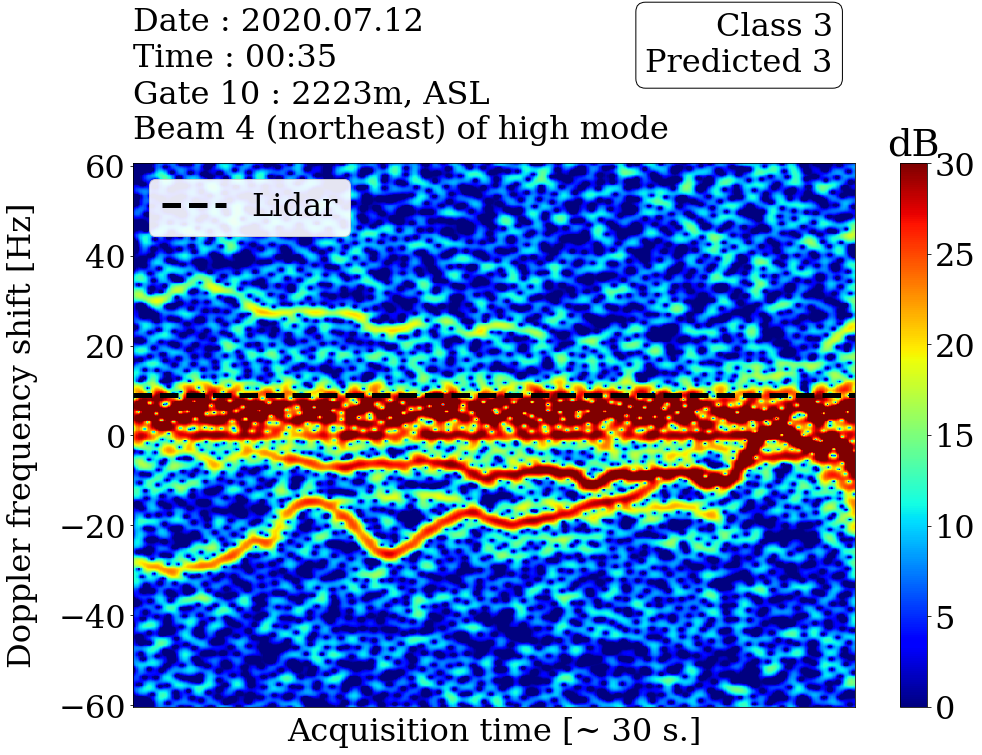 Date : 2020.07.12
Time : 00:35
Gate 10 : 2223m, ASL
Beam 4 (northeast) of high mode
Class 3
Predicted 3
dB
Lidar
60
40
20
0
−20
−40
−60
Doppler frequency shift [Hz]
Acquisition time [~ 30 s.]
30
25
20
15
10
5
0